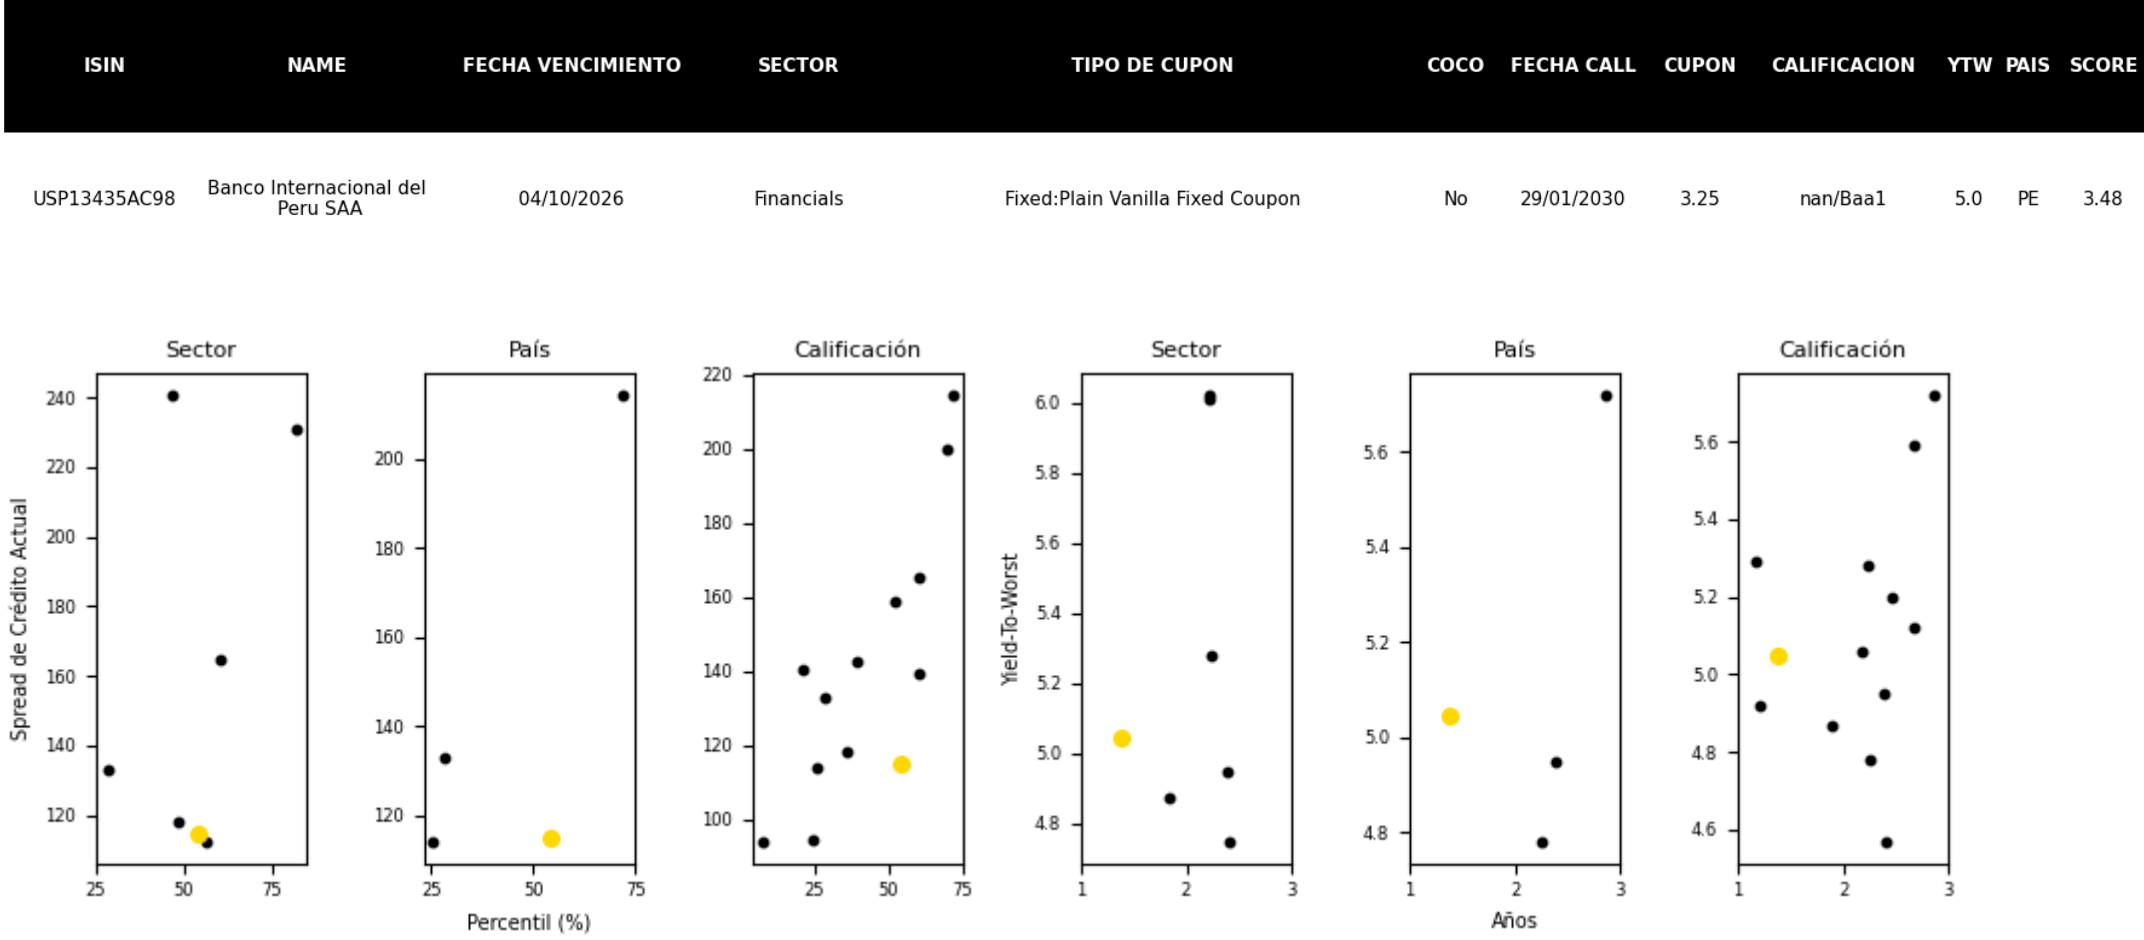 ISIN NAME FECHA VENCIMIENTO SECTOR TIPO DE CUPON COCO FECHA CALL CUPON CALIFICACION YTW PAIS SCORE
USP13435AC98 Banco Internacional del Peru SAA 04/10/2026 Financials Fixed:Plain Vanilla Fixed Coupon No 29/01/2030 3.25 nan/Baa1 5.0 PE 3.48
Sector
Spread de Crédito Actual
240
220
200
180
160
140
120
25 50 75
País
200
180
160
140
120
25 50 75
Percentil (%)
Calificación
220
200
180
160
140
120
100
25 50 75
Sector
Yield-To-Worst
6.0
5.8
5.6
5.4
5.2
5.0
4.8
1 2 3
País
5.6
5.4
5.2
5.0
4.8
1 2 3
Años
Calificación
5.6
5.4
5.2
5.0
4.8
4.6
1 2 3